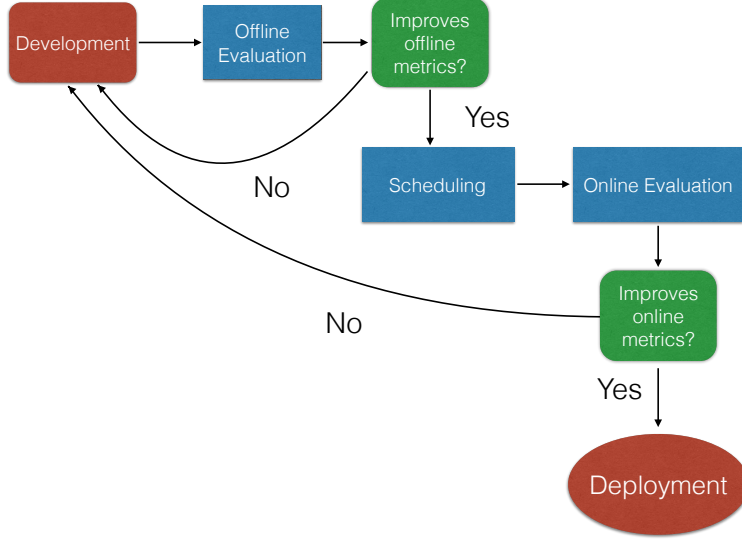 Development
Offline
Evaluation
Improves
offline
metrics?
Yes
No
Scheduling
Online Evaluation
Improves
online
metrics?
No
Yes
Deployment